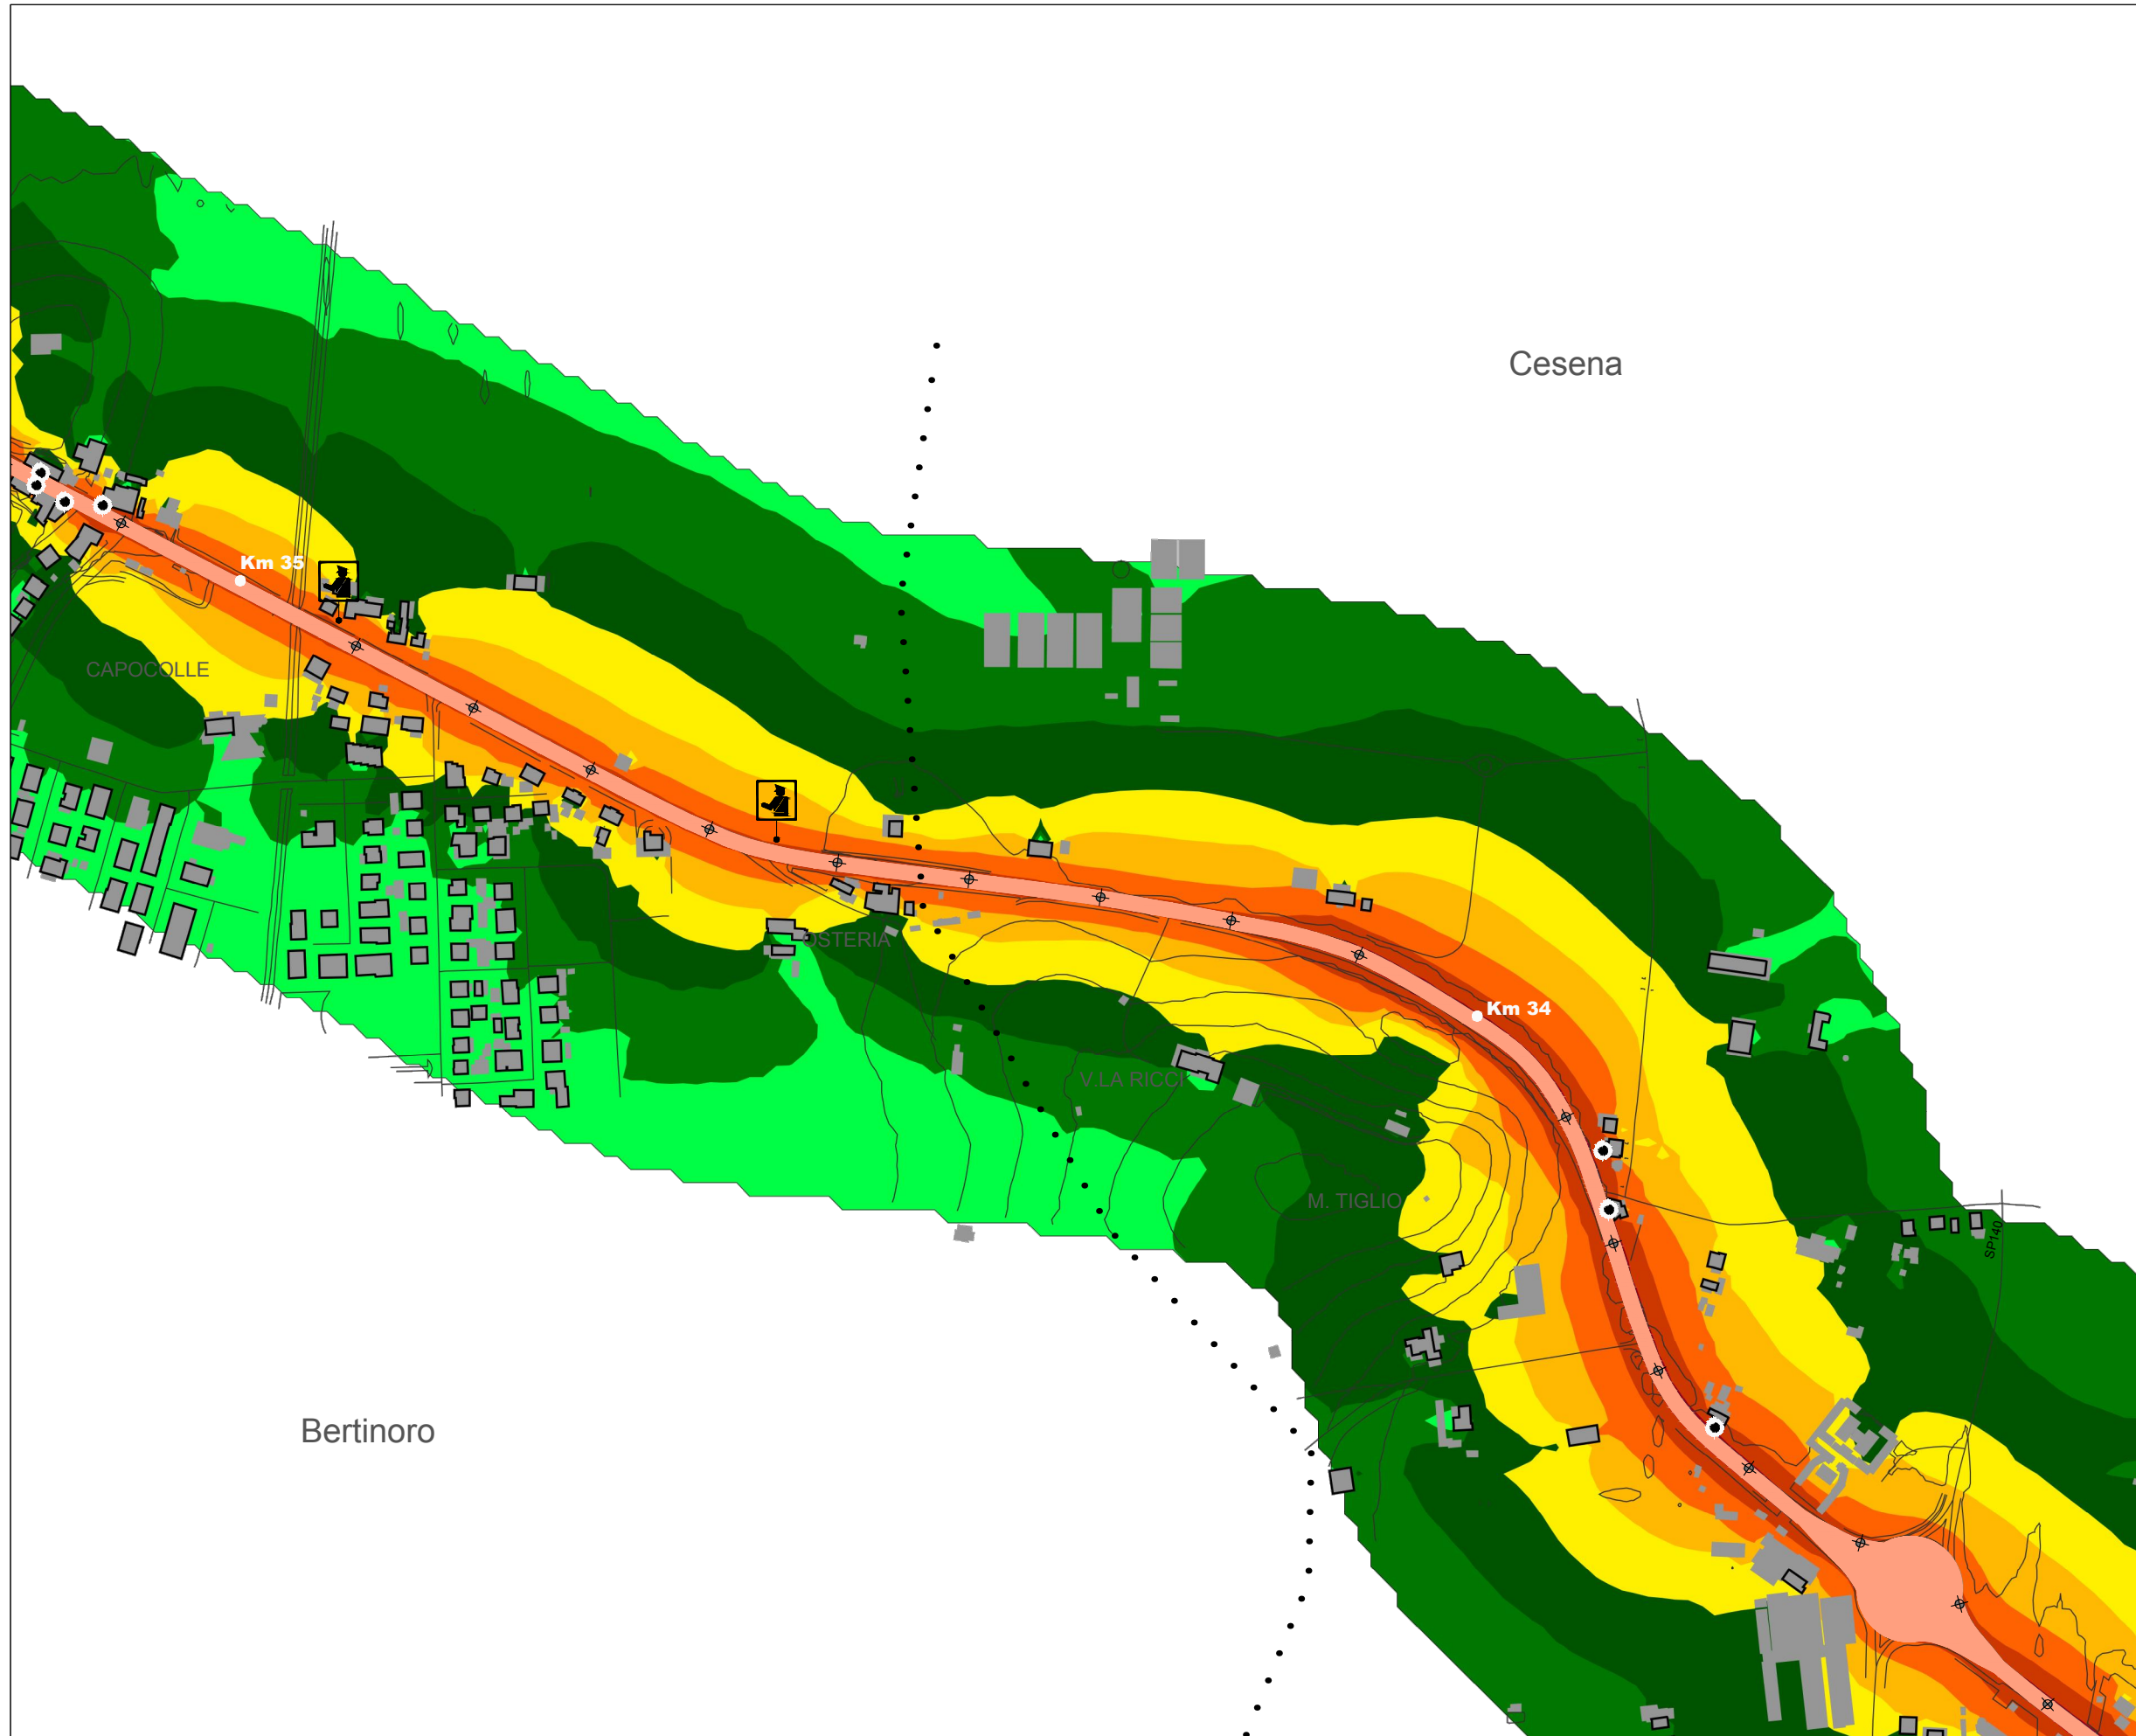 Cesena
Km 35
CAPOCOLLE
OSTERIA
Km 34
V.LA RICCI
M. TIGLIO
SP140
Bertinoro